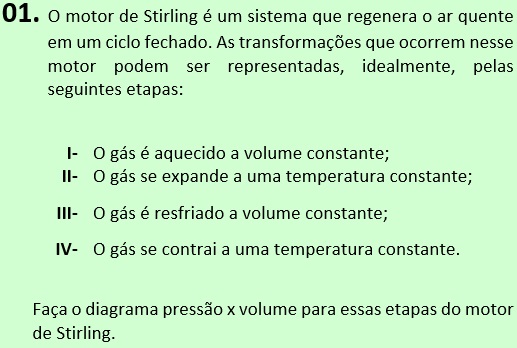 01. O motor de Stirling é um sistema que regenera o ar quente
em um ciclo fechado. As transformações que ocorrem nesse
motor podem ser representadas, idealmente, pelas
seguintes etapas:
I- O gás é aquecido a volume constante;
II- O gás se expande a uma temperatura constante;
III- O gás é resfriado a volume constante;
IV- O gás se contrai a uma temperatura constante.
Faça o diagrama pressão x volume para essas etapas do motor
de Stirling.